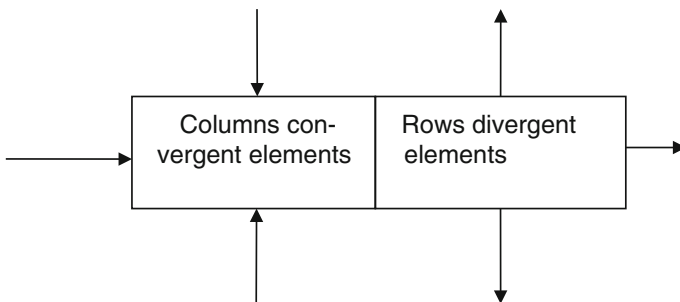 Columns con-
vergent elements
Rows divergent
elements